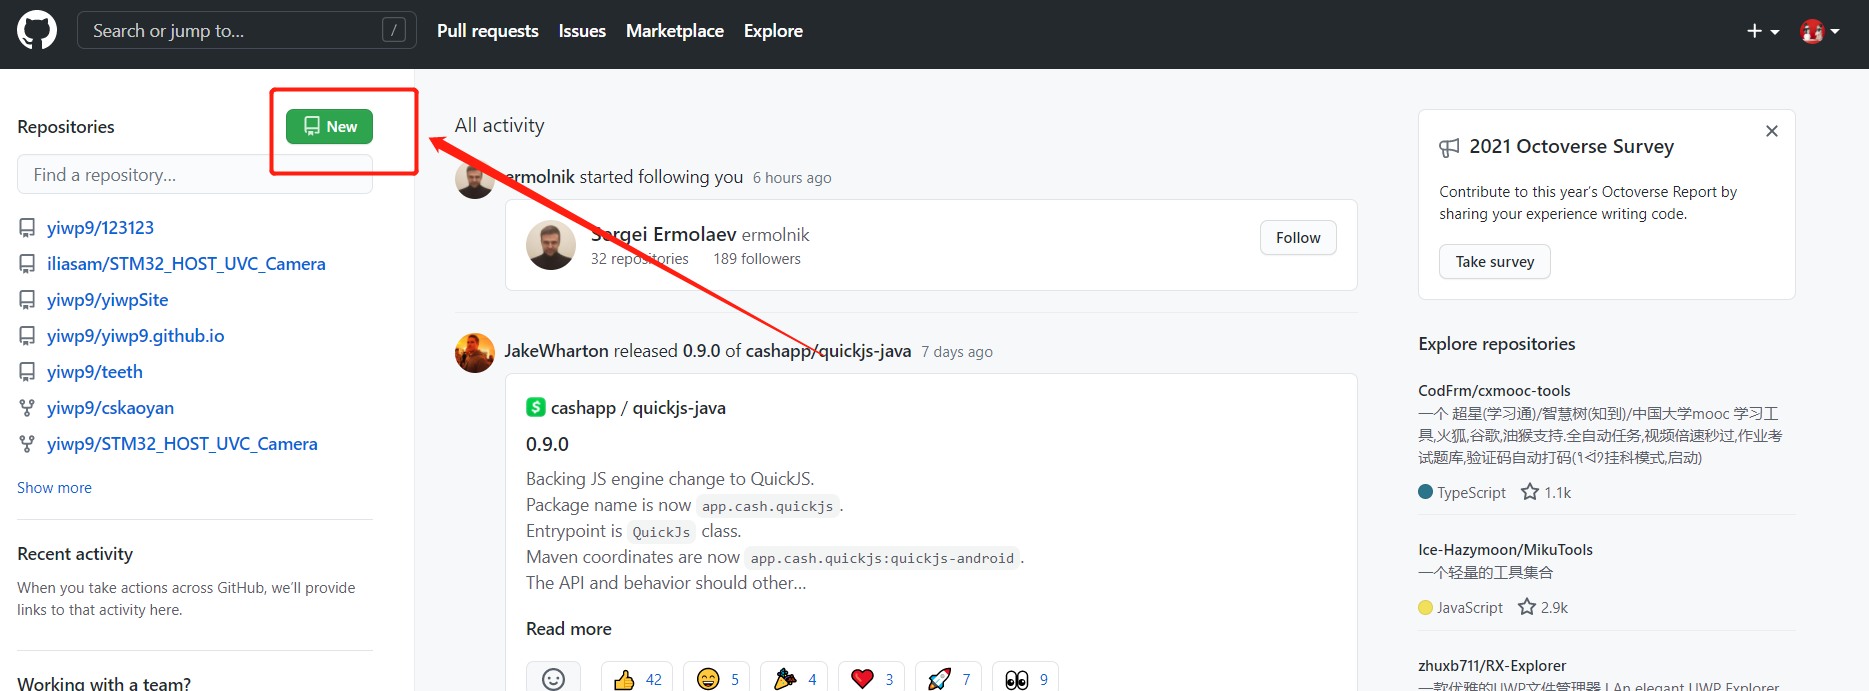 Search or jump to...
/
Pull requests
Issues
Marketplace
Explore
Repositories
New
Find a repository...
yiwp9/123123
iliasam/STM32_HOST_UVC_Camera
yiwp9/yiwpSite
yiwp9/yiwp9.github.io
yiwp9/teeth
yiwp9/cskaoyan
yiwp9/STM32_HOST_UVC_Camera
Show more
Recent activity
When you take actions across GitHub, we'll provide
links to that activity here.
Working with a team?
All activity
ermolnik started following you 6 hours ago
Sergei Ermolaev ermolnik
32 repositories 189 followers
Follow
JakeWharton released 0.9.0 of cashapp/quickjs-java 7 days ago
cashapp / quickjs-java
0.9.0
Backing JS engine change to QuickJS.
Package name is now app.cash.quickjs.
Entrypoint is QuickJs class.
Maven coordinates are now app.cash.quickjs:quickjs-android.
The API and behavior should other...
Read more
42
5
4
3
7
9
2021 Octoverse Survey
Contribute to this year's Octoverse Report by
sharing your experience writing code.
Take survey
Explore repositories
CodFrm/cxmooc-tools
一个 超星(学习通)/智慧树(知到)/中国大学mooc 学习工
具,火狐,谷歌,油猴支持.全自动任务,视频倍速秒过,作业考
试题库,验证码自动打码(挂科模式,启动)
TypeScript 1.1k
Ice-Hazymoon/MikuTools
一个轻量的工具集合
JavaScript 2.9k
zhuxb711/RX-Explorer
一款优雅的UWP文件管理器 | An elegant UWP Explorer